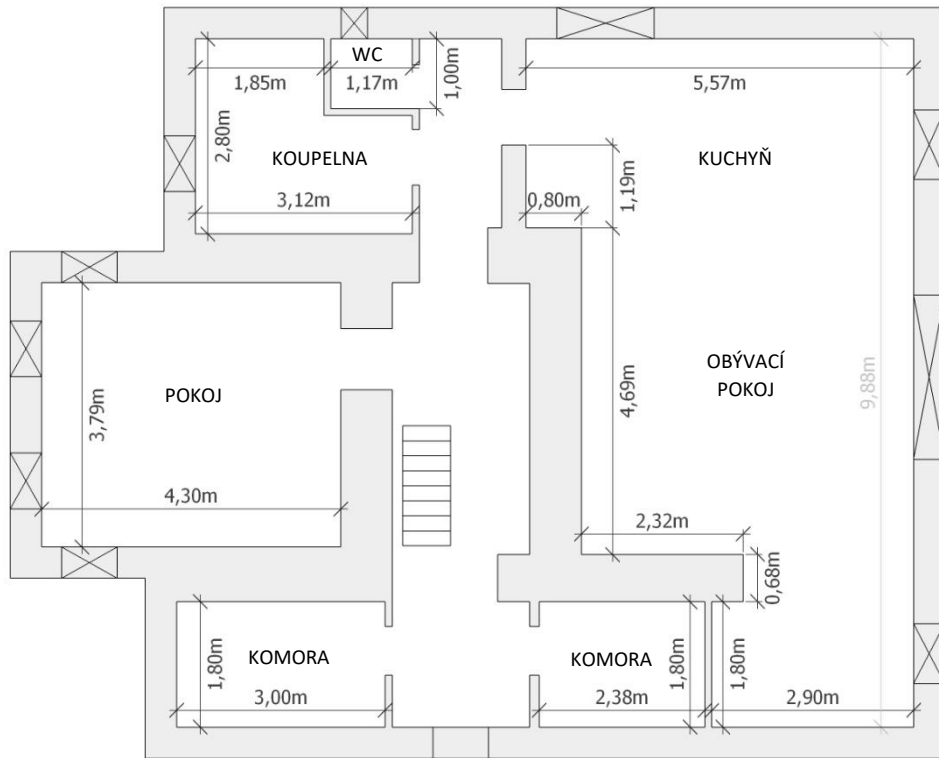 WC
1,85m
1,17m
1,00m
5,57m
2,80m
KOUPELNA
KUCHYŇ
3,12m
0,80m
1,19m
POKOJ
3,79m
4,69m
OBÝVACÍ
POKOJ
9,88m
4,30m
2,32m
0,68m
1,80m
KOMORA
3,00m
KOMORA
1,80m
2,38m
1,80m
2,90m